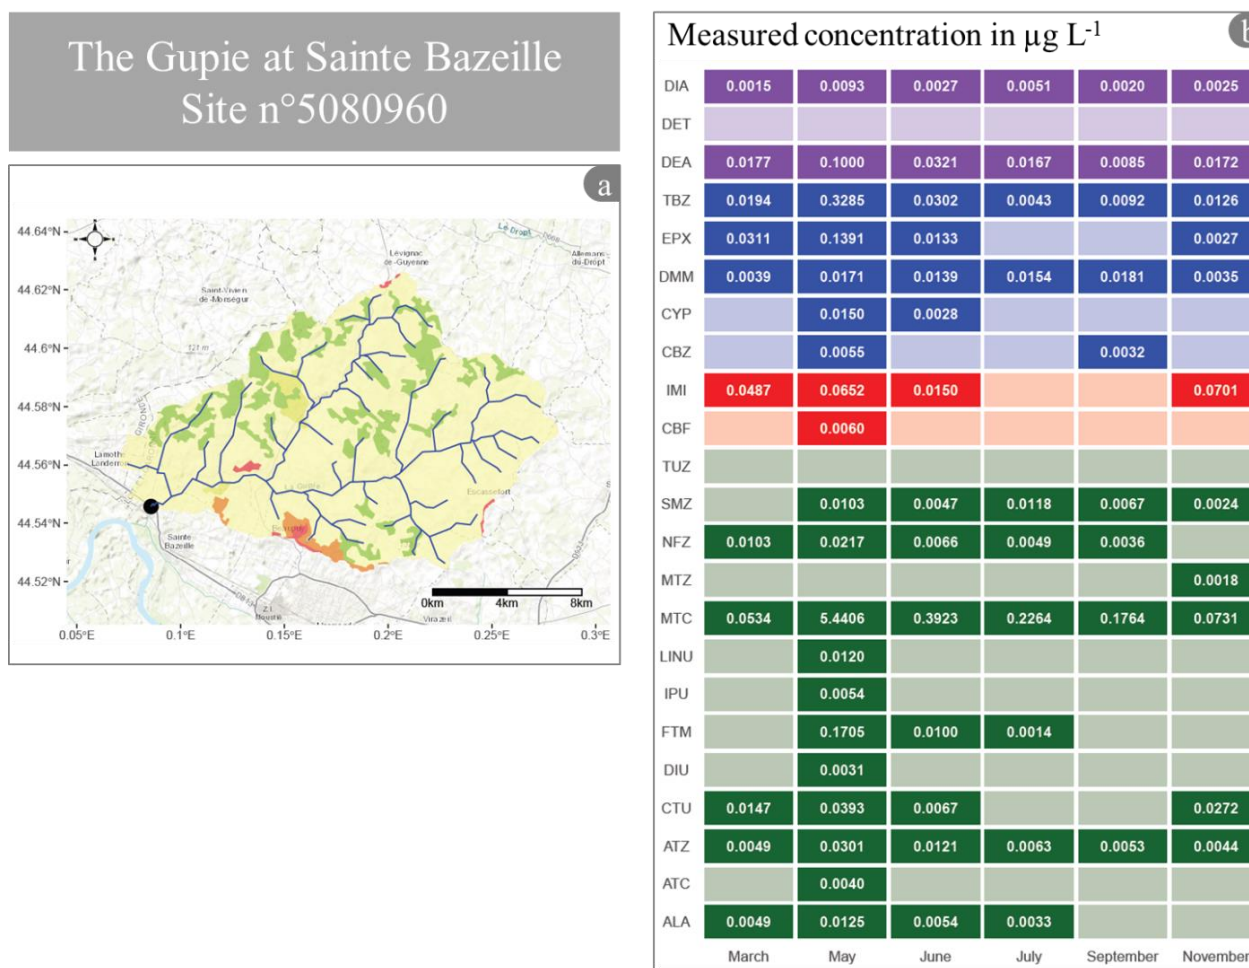 The Gupie at Sainte Bazeille
Site n°5080960
a
44.64°N
44.62°N
44.6°N
44.58°N
44.56°N
44.54°N
44.52°N
Le Dropt
Lévignac
de-Guyenne
Allemans
-du-Dropt
Saint-Vivien
de-Monségur
127 m
GIRONDE
Lamothe
Landerron
Escassefort
Sainte
Bazeille
Z.I.
Virazeil
0km 4km 8km
0.05°E 0.1°E 0.15°E 0.2°E 0.25°E 0.3°E
Measured concentration in µg L-1
b
DIA 0.0015 0.0093 0.0027 0.0051 0.0020 0.0025
DET
DEA 0.0177 0.1000 0.0321 0.0167 0.0085 0.0172
TBZ 0.0194 0.3285 0.0302 0.0043 0.0092 0.0126
EPX 0.0311 0.1391 0.0133 0.0027
DMM 0.0039 0.0171 0.0139 0.0154 0.0181 0.0035
CYP 0.0150 0.0028
CBZ 0.0055 0.0032
IMI 0.0487 0.0652 0.0150 0.0701
CBF 0.0060
TUZ
SMZ 0.0103 0.0047 0.0118 0.0067 0.0024
NFZ 0.0103 0.0217 0.0066 0.0049 0.0036
MTZ 0.0018
MTC 0.0534 5.4406 0.3923 0.2264 0.1764 0.0731
LINU 0.0120
IPU 0.0054
FTM 0.1705 0.0100 0.0014
DIU 0.0031
CTU 0.0147 0.0393 0.0067 0.0272
ATZ 0.0049 0.0301 0.0121 0.0063 0.0053 0.0044
ATC 0.0040
ALA 0.0049 0.0125 0.0054 0.0033
March May June July September November